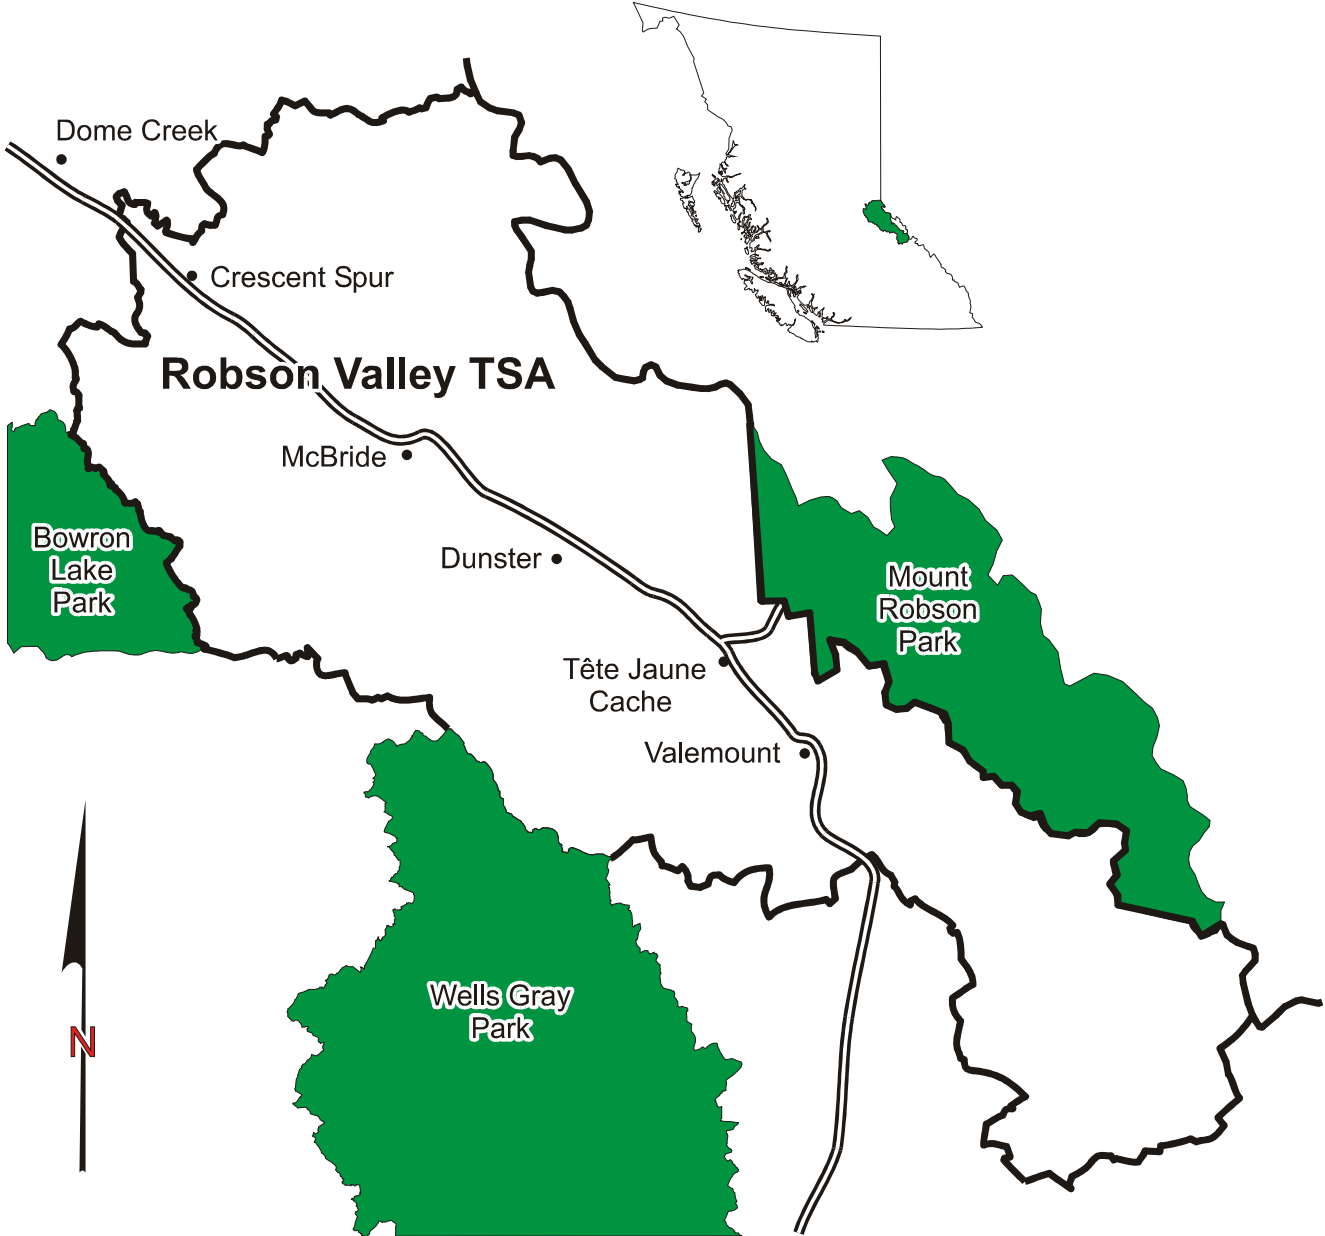 Dome Creek
Crescent Spur
Robson Valley TSA
McBride
Bowron
Lake
Park
Dunster
Mount
Robson
Park
Tête Jaune
Cache
Valemount
Wells Gray
Park
N